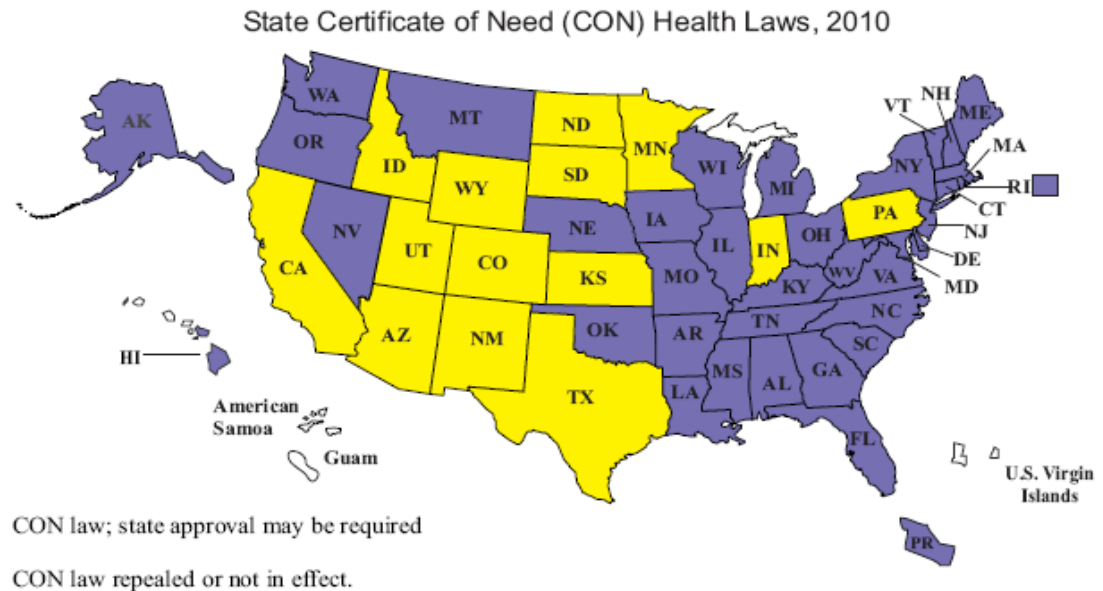 State Certificate of Need (CON) Health Laws, 2010
AK
WA
OR
MT
ID
WY
ND
SD
MN
WI
MI
VT
NH
ME
MA
NY
RI
CT
NJ
DE
MD
PA
CA
NV
UT
CO
NE
KS
IA
MO
IL
IN
OH
WV
VA
KY
AZ
NM
OK
TX
AR
LA
TN
NC
SC
MS
AL
GA
FL
HI
American
Samoa
Guam
U.S. Virgin
Islands
PR
CON law; state approval may be required
CON law repealed or not in effect.